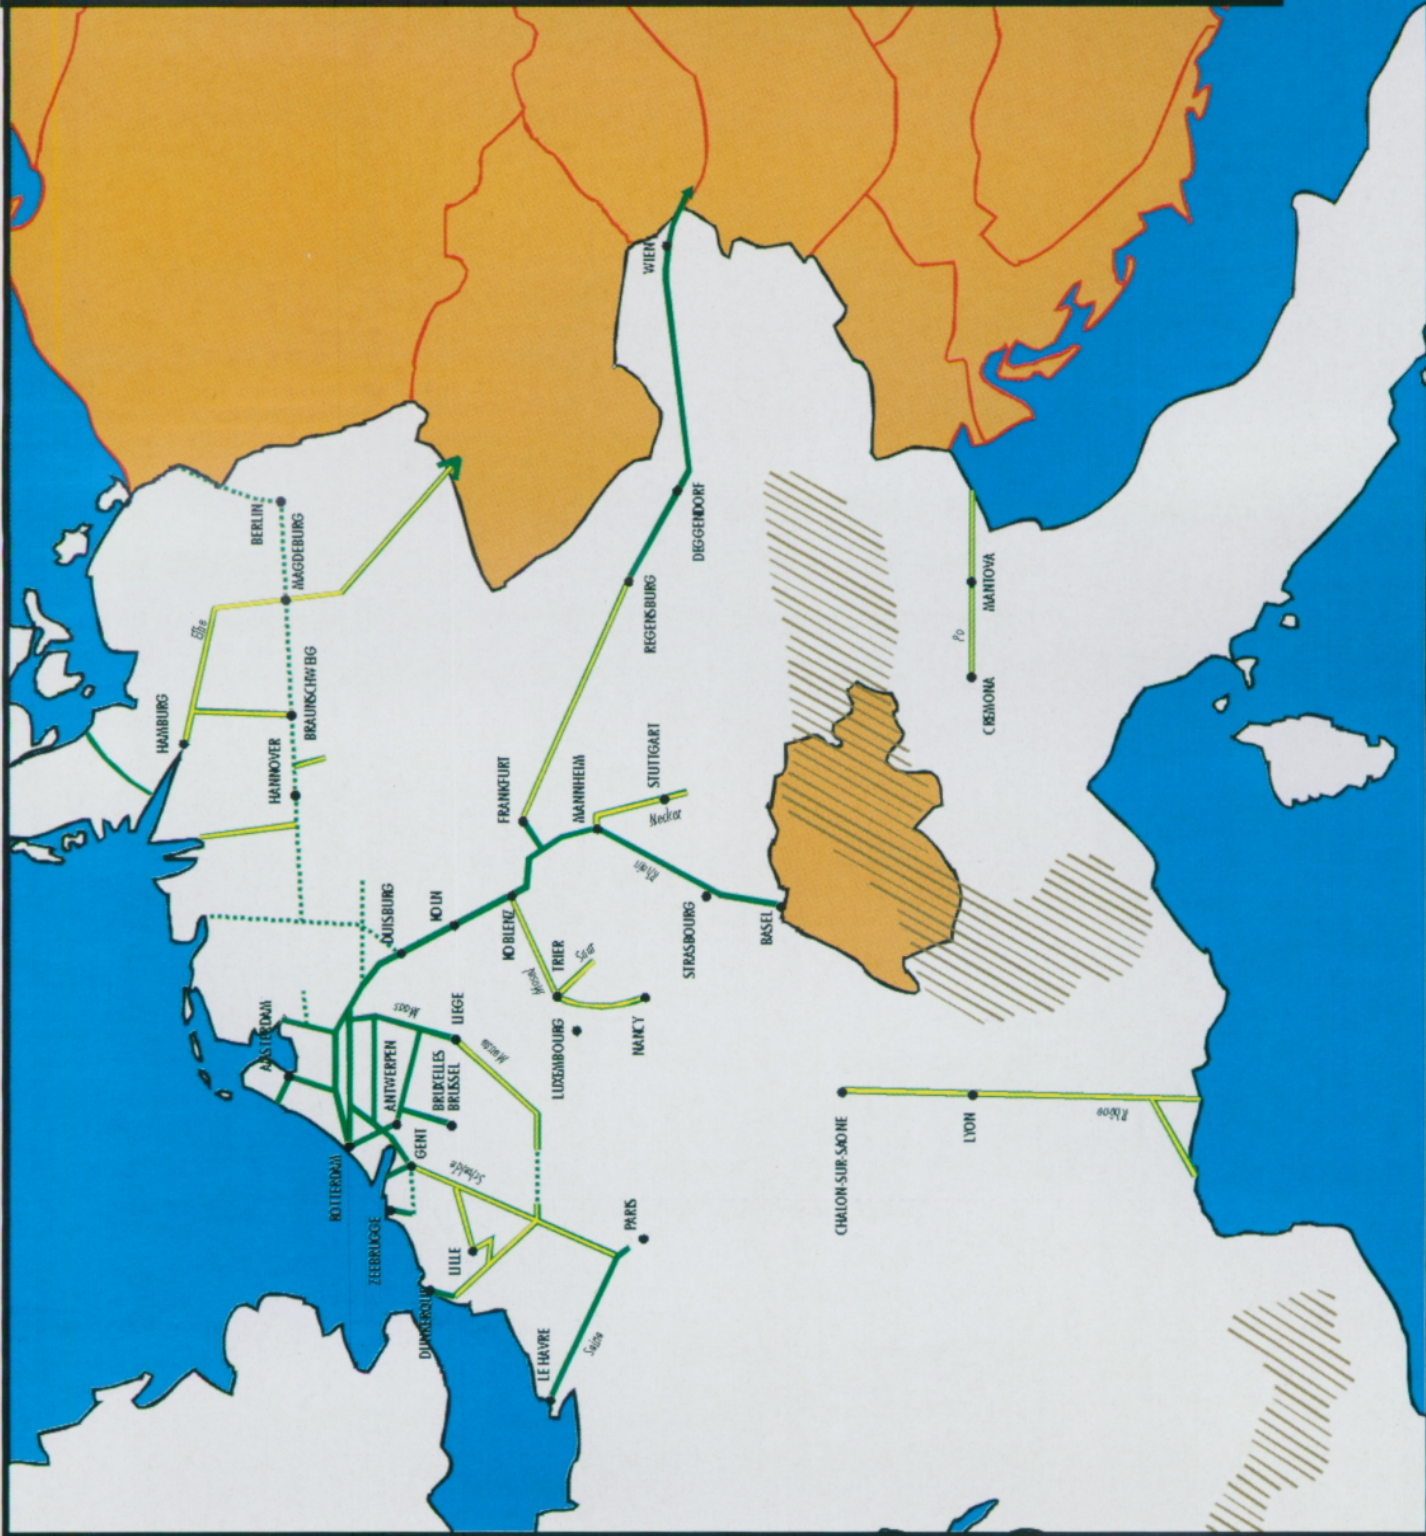 HAMBURG
Elbe
BERLIN
MAGDEBURG
BRAUNSCHWEIG
HANNOVER
AMSTERDAM
ROTTERDAM
ZEEBRUGGE
DUNKERQUE
LILLE
GENT
ANTWERPEN
BRUXELLES
BRUSSEL
Maas
LIEGE
Schelde
DUISBURG
KOLN
KOBLENZ
Mosel
TRIER
Saar
LUXEMBOURG
NANCY
FRANKFURT
MANNHEIM
STUTTGART
Neckar
Rhein
STRASBOURG
BASEL
REGENSBURG
DEGGENDORF
WIEN
LE HAVRE
Seine
PARIS
CHALON-SUR-SAONE
LYON
Rhône
CREMONA
Po
MANTOVA